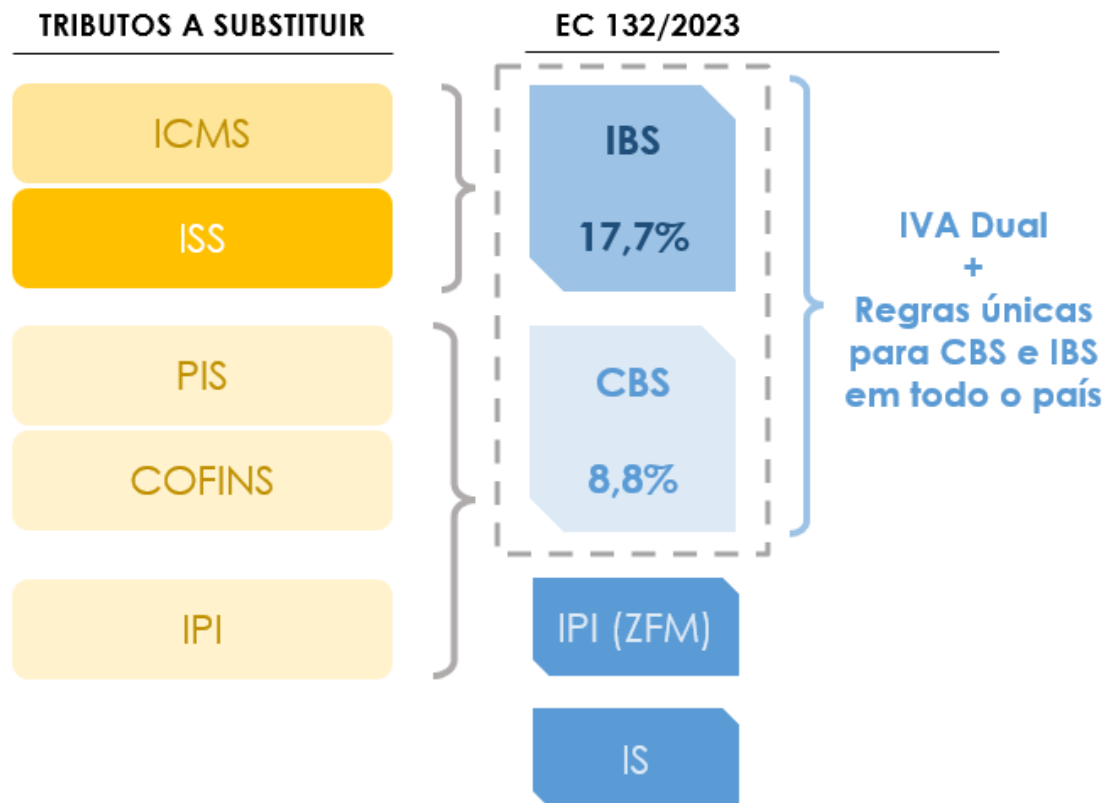 TRIBUTOS A SUBSTITUIR
EC 132/2023
ICMS
ISS
PIS
COFINS
IPI
IBS
17,7%
CBS
8,8%
IPI (ZFM)
IS
IVA Dual
+
Regras únicas
para CBS e IBS
em todo o país